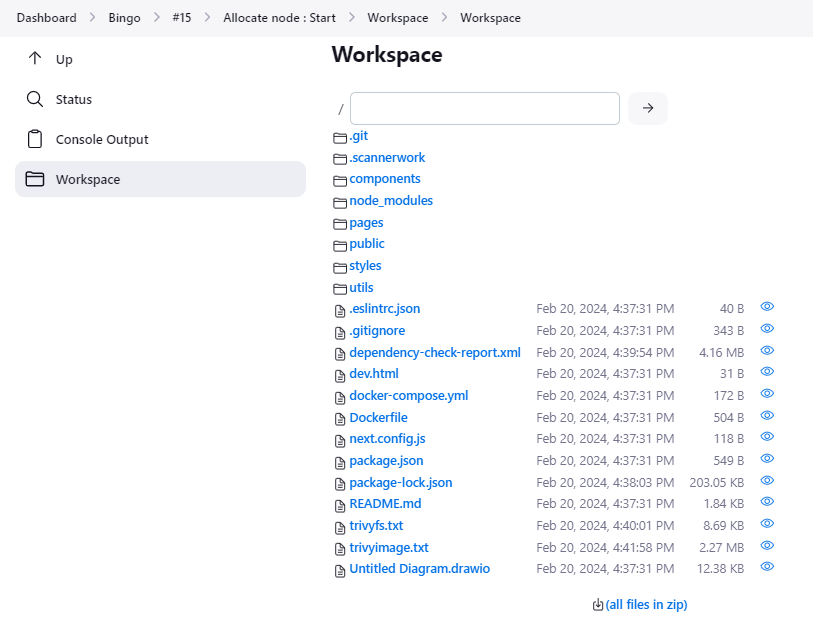 Dashboard > Bingo > #15 > Allocate node : Start > Workspace > Workspace
Up
Status
Console Output
Workspace
Workspace
/
.git
.scannerwork
components
node_modules
pages
public
styles
utils
.eslintrc.json Feb 20, 2024, 4:37:31 PM 40 B
.gitignore Feb 20, 2024, 4:37:31 PM 343 B
dependency-check-report.xml Feb 20, 2024, 4:39:54 PM 4.16 MB
dev.html Feb 20, 2024, 4:37:31 PM 31 B
docker-compose.yml Feb 20, 2024, 4:37:31 PM 172 B
Dockerfile Feb 20, 2024, 4:37:31 PM 504 B
next.config.js Feb 20, 2024, 4:37:31 PM 118 B
package.json Feb 20, 2024, 4:37:31 PM 549 B
package-lock.json Feb 20, 2024, 4:38:03 PM 203.05 KB
README.md Feb 20, 2024, 4:37:31 PM 1.84 KB
trivyfs.txt Feb 20, 2024, 4:40:01 PM 8.69 KB
trivyimage.txt Feb 20, 2024, 4:41:58 PM 2.27 MB
Untitled Diagram.drawio Feb 20, 2024, 4:37:31 PM 12.38 KB
(all files in zip)